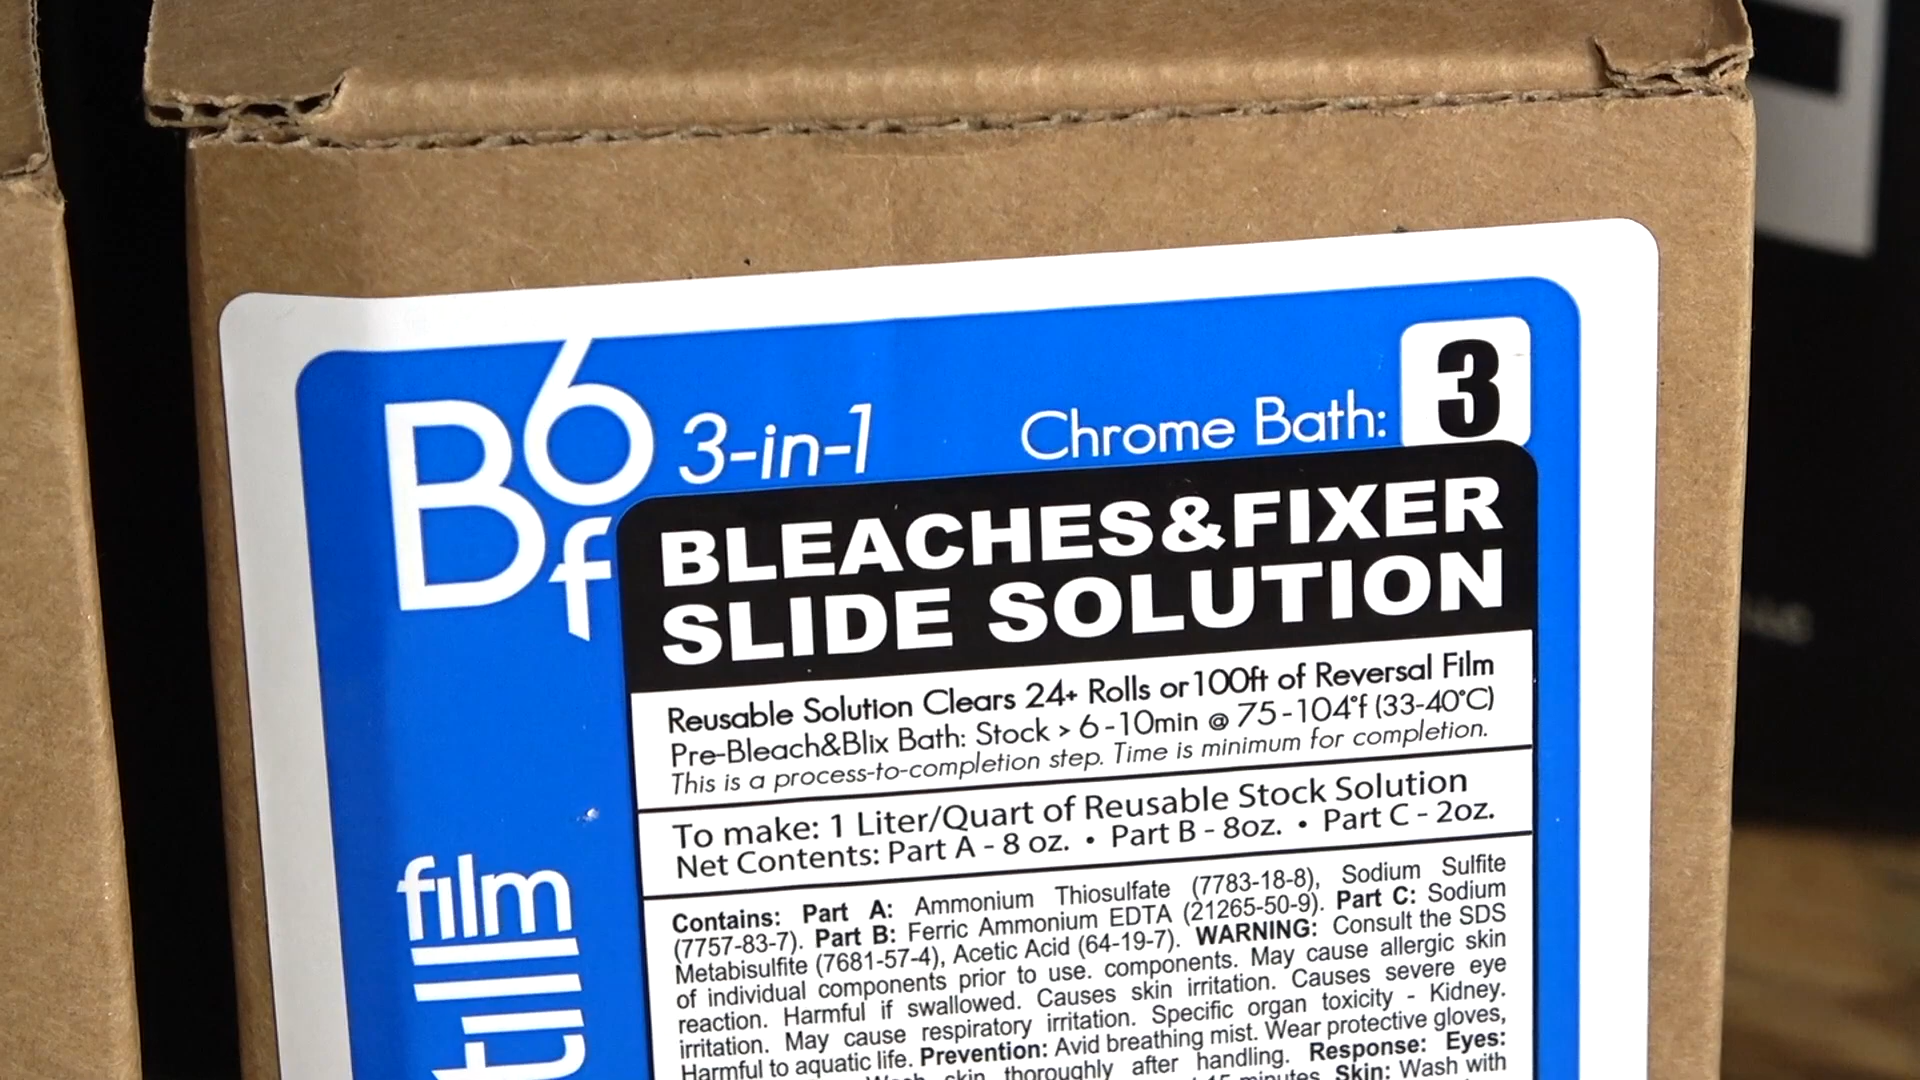 B6f 3-in-1 Chrome Bath: 3
BLEACHES&FIXER
SLIDE SOLUTION
Reusable Solution Clears 24+ Rolls or 100ft of Reversal Film
Pre-Bleach&Blix Bath: Stock > 6-10min @ 75-104°f (33-40°C)
This is a process-to-completion step. Time is minimum for completion.
To make: 1 Liter/Quart of Reusable Stock Solution
Net Contents: Part A - 8 oz. • Part B - 8oz. • Part C - 2oz.
Contains: Part A: Ammonium Thiosulfate (7783-18-8), Sodium Sulfite
(7757-83-7). Part B: Ferric Ammonium EDTA (21265-50-9). Part C: Sodium
Metabisulfite (7681-57-4), Acetic Acid (64-19-7). WARNING: Consult the SDS
of individual components prior to use. components. May cause allergic skin
reaction. Harmful if swallowed. Causes skin irritation. Causes severe eye
irritation. May cause respiratory irritation. Specific organ toxicity - Kidney.
Harmful to aquatic life. Prevention: Avoid breathing mist. Wear protective gloves,
skin thoroughly after handling. Response: Eyes:
15 minutes. Skin: Wash with
film